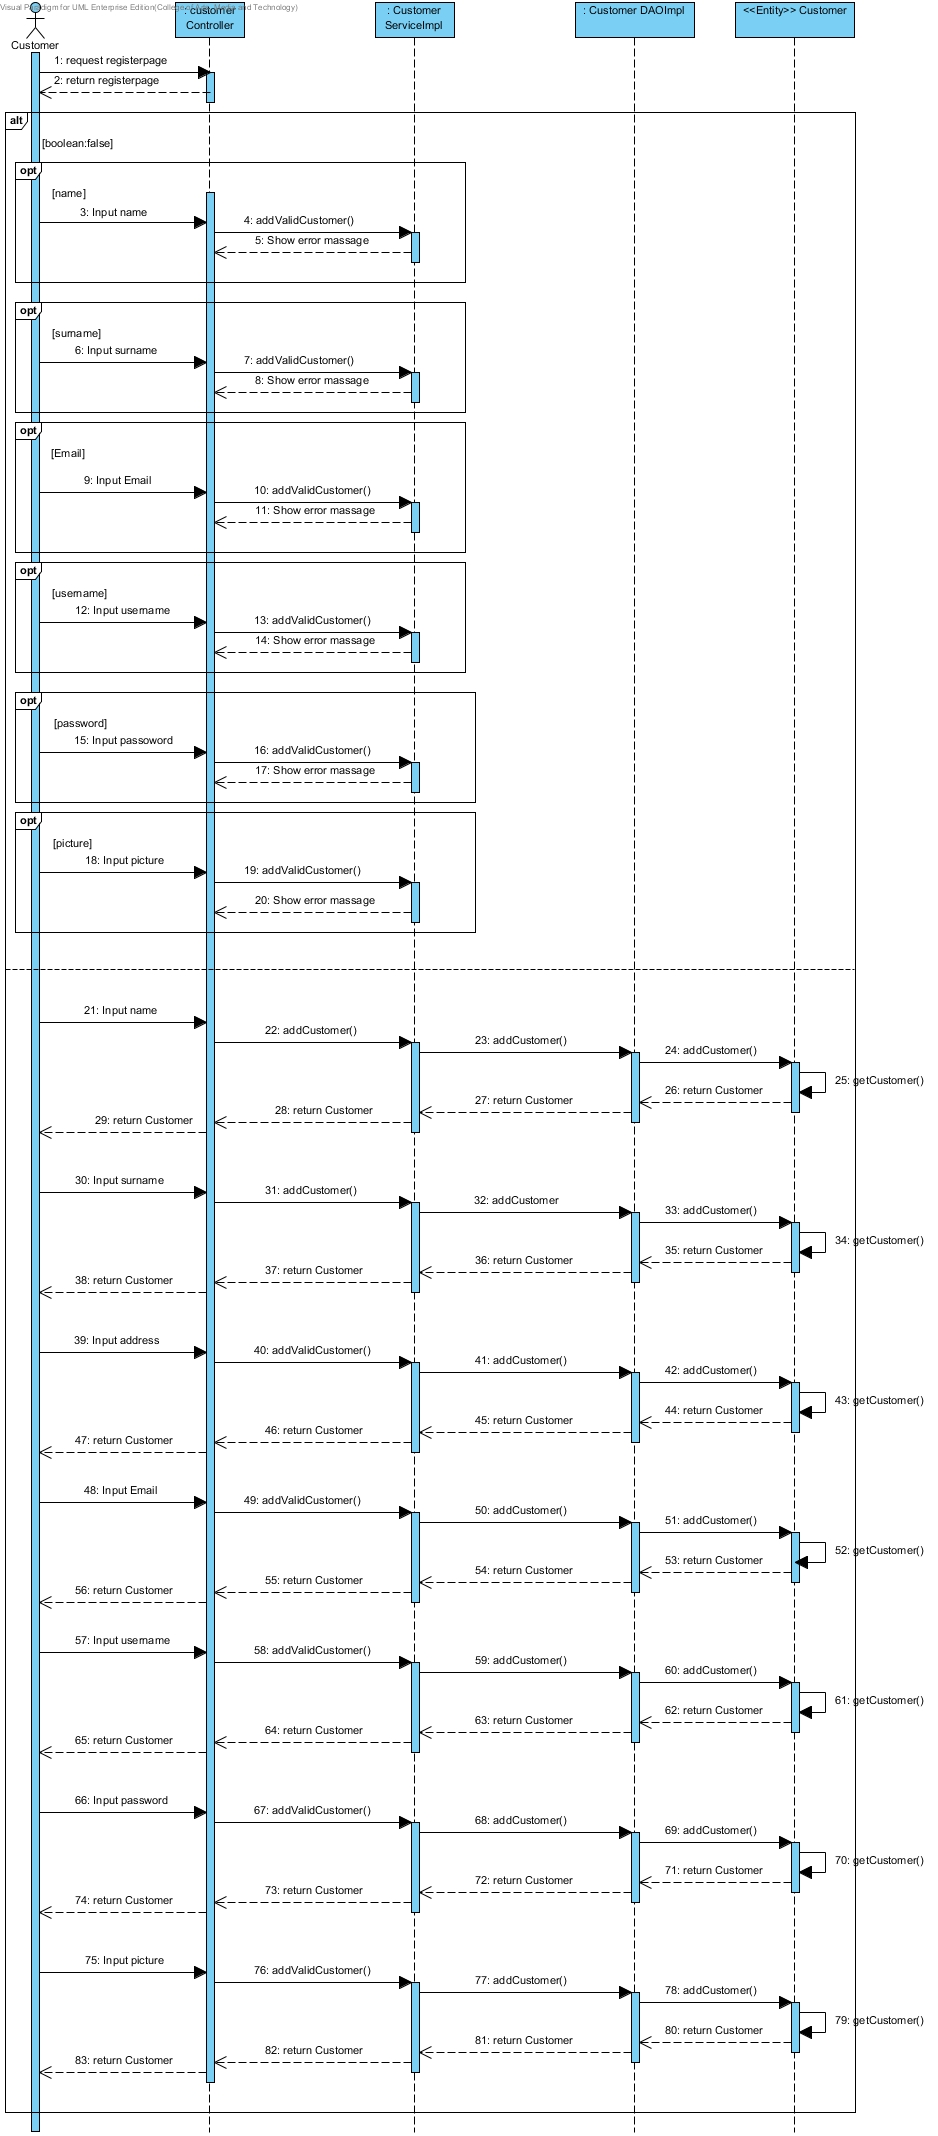 Visual Paradigm for UML Enterprise Edition(College of Arts, Media and Technology)
: customer
Controller
: Customer
ServiceImpl
: Customer DAOImpl
<<Entity>> Customer
Customer
1: request registerpage
2: return registerpage
alt
[boolean:false]
opt
[name]
3: Input name
4: addValidCustomer()
5: Show error massage
opt
[surname]
6: Input surname
7: addValidCustomer()
8: Show error massage
opt
[Email]
9: Input Email
10: addValidCustomer()
11: Show error massage
opt
[username]
12: Input username
13: addValidCustomer()
14: Show error massage
opt
[password]
15: Input passoword
16: addValidCustomer()
17: Show error massage
opt
[picture]
18: Input picture
19: addValidCustomer()
20: Show error massage
21: Input name
22: addCustomer()
23: addCustomer()
24: addCustomer()
25: getCustomer()
26: return Customer
27: return Customer
28: return Customer
29: return Customer
30: Input surname
31: addCustomer()
32: addCustomer
33: addCustomer()
34: getCustomer()
35: return Customer
36: return Customer
37: return Customer
38: return Customer
39: Input address
40: addValidCustomer()
41: addCustomer()
42: addCustomer()
43: getCustomer()
44: return Customer
45: return Customer
46: return Customer
47: return Customer
48: Input Email
49: addValidCustomer()
50: addCustomer()
51: addCustomer()
52: getCustomer()
53: return Customer
54: return Customer
55: return Customer
56: return Customer
57: Input username
58: addValidCustomer()
59: addCustomer()
60: addCustomer()
61: getCustomer()
62: return Customer
63: return Customer
64: return Customer
65: return Customer
66: Input password
67: addValidCustomer()
68: addCustomer()
69: addCustomer()
70: getCustomer()
71: return Customer
72: return Customer
73: return Customer
74: return Customer
75: Input picture
76: addValidCustomer()
77: addCustomer()
78: addCustomer()
79: getCustomer()
80: return Customer
81: return Customer
82: return Customer
83: return Customer